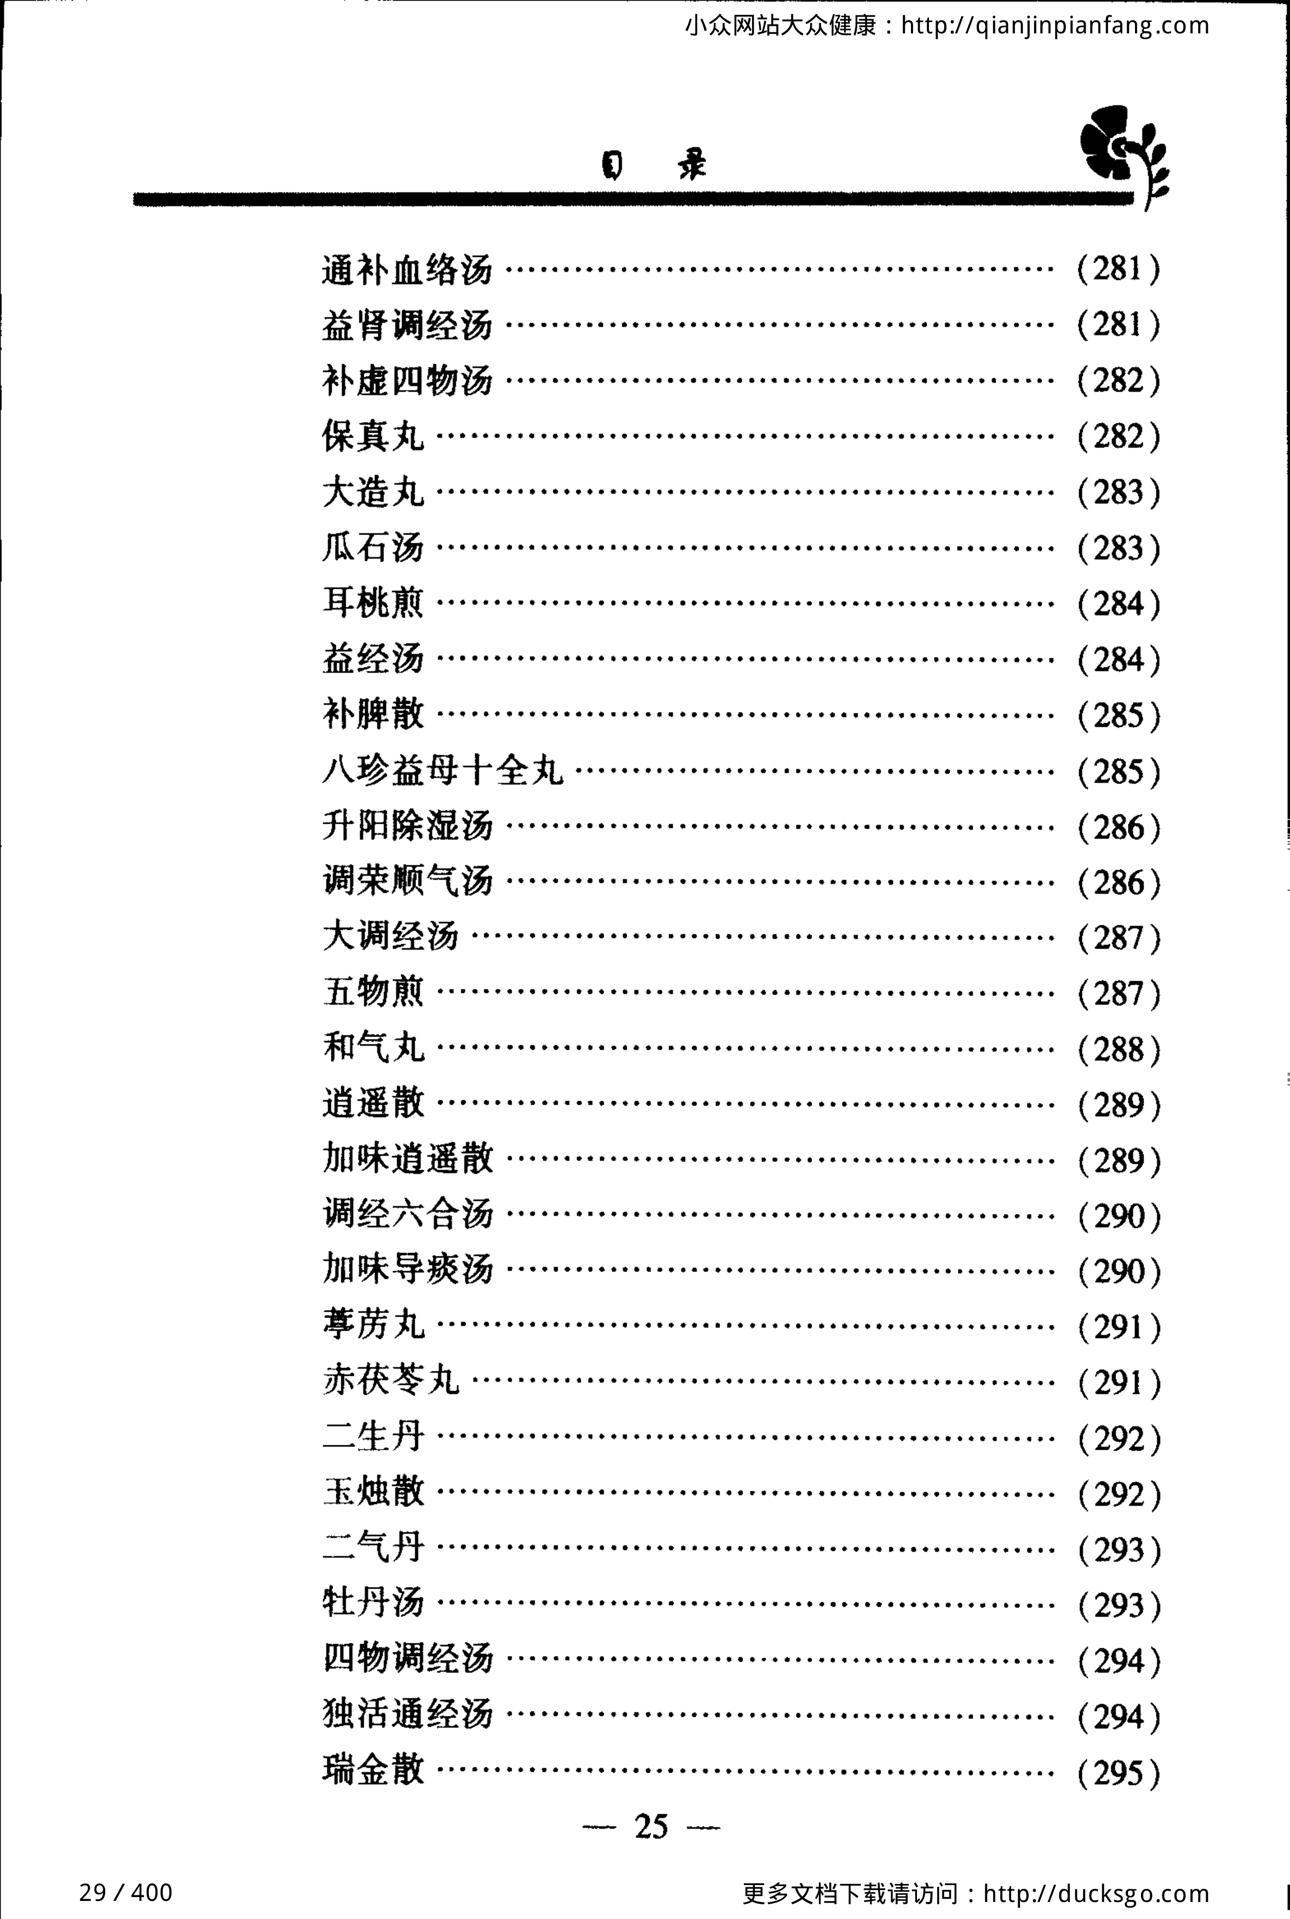 小众网站大众健康：http://qianjinpianfang.com
目 录
通补血络汤 ……………………………………… (281)
益肾调经汤 ……………………………………… (281)
补虚四物汤 ……………………………………… (282)
保真丸 ……………………………………… (282)
大造丸 ……………………………………… (283)
瓜石汤 ……………………………………… (283)
耳桃煎 ……………………………………… (284)
益经汤 ……………………………………… (284)
补脾散 ……………………………………… (285)
八珍益母十全丸 ……………………………………… (285)
升阳除湿汤 ……………………………………… (286)
调荣顺气汤 ……………………………………… (286)
大调经汤 ……………………………………… (287)
五物煎 ……………………………………… (287)
和气丸 ……………………………………… (288)
逍遥散 ……………………………………… (289)
加味逍遥散 ……………………………………… (289)
调经六合汤 ……………………………………… (290)
加味导痰汤 ……………………………………… (290)
葶苈丸 ……………………………………… (291)
赤茯苓丸 ……………………………………… (291)
二生丹 ……………………………………… (292)
玉烛散 ……………………………………… (292)
二气丹 ……………………………………… (293)
牡丹汤 ……………………………………… (293)
四物调经汤 ……………………………………… (294)
独活通经汤 ……………………………………… (294)
瑞金散 ……………………………………… (295)
— 25 —
29 / 400
更多文档下载请访问：http://ducksgo.com